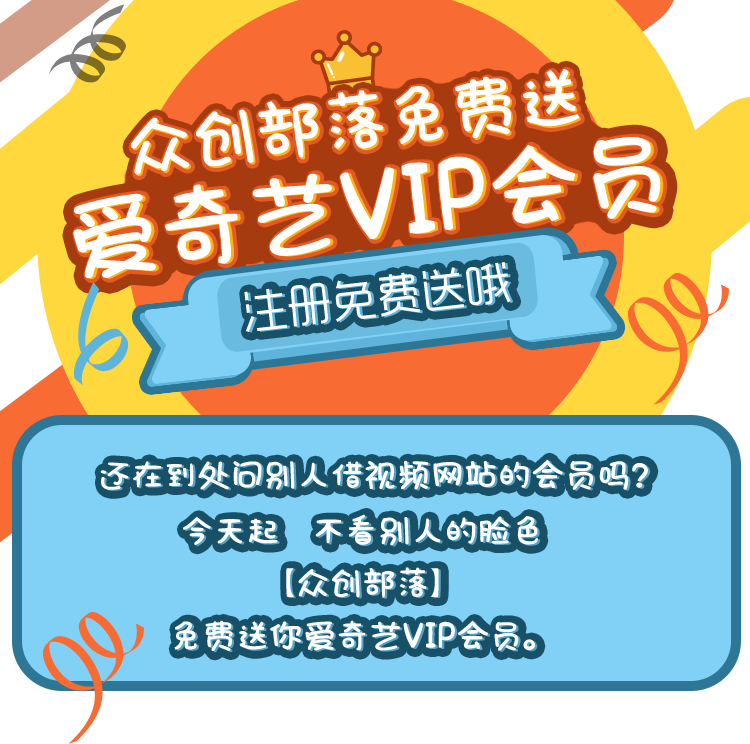 众创部落免费送
爱奇艺VIP会员
注册免费送哦
还在到处问别人借视频网站的会员吗?
今天起 不看别人的脸色
【众创部落】
免费送你爱奇艺VIP会员。